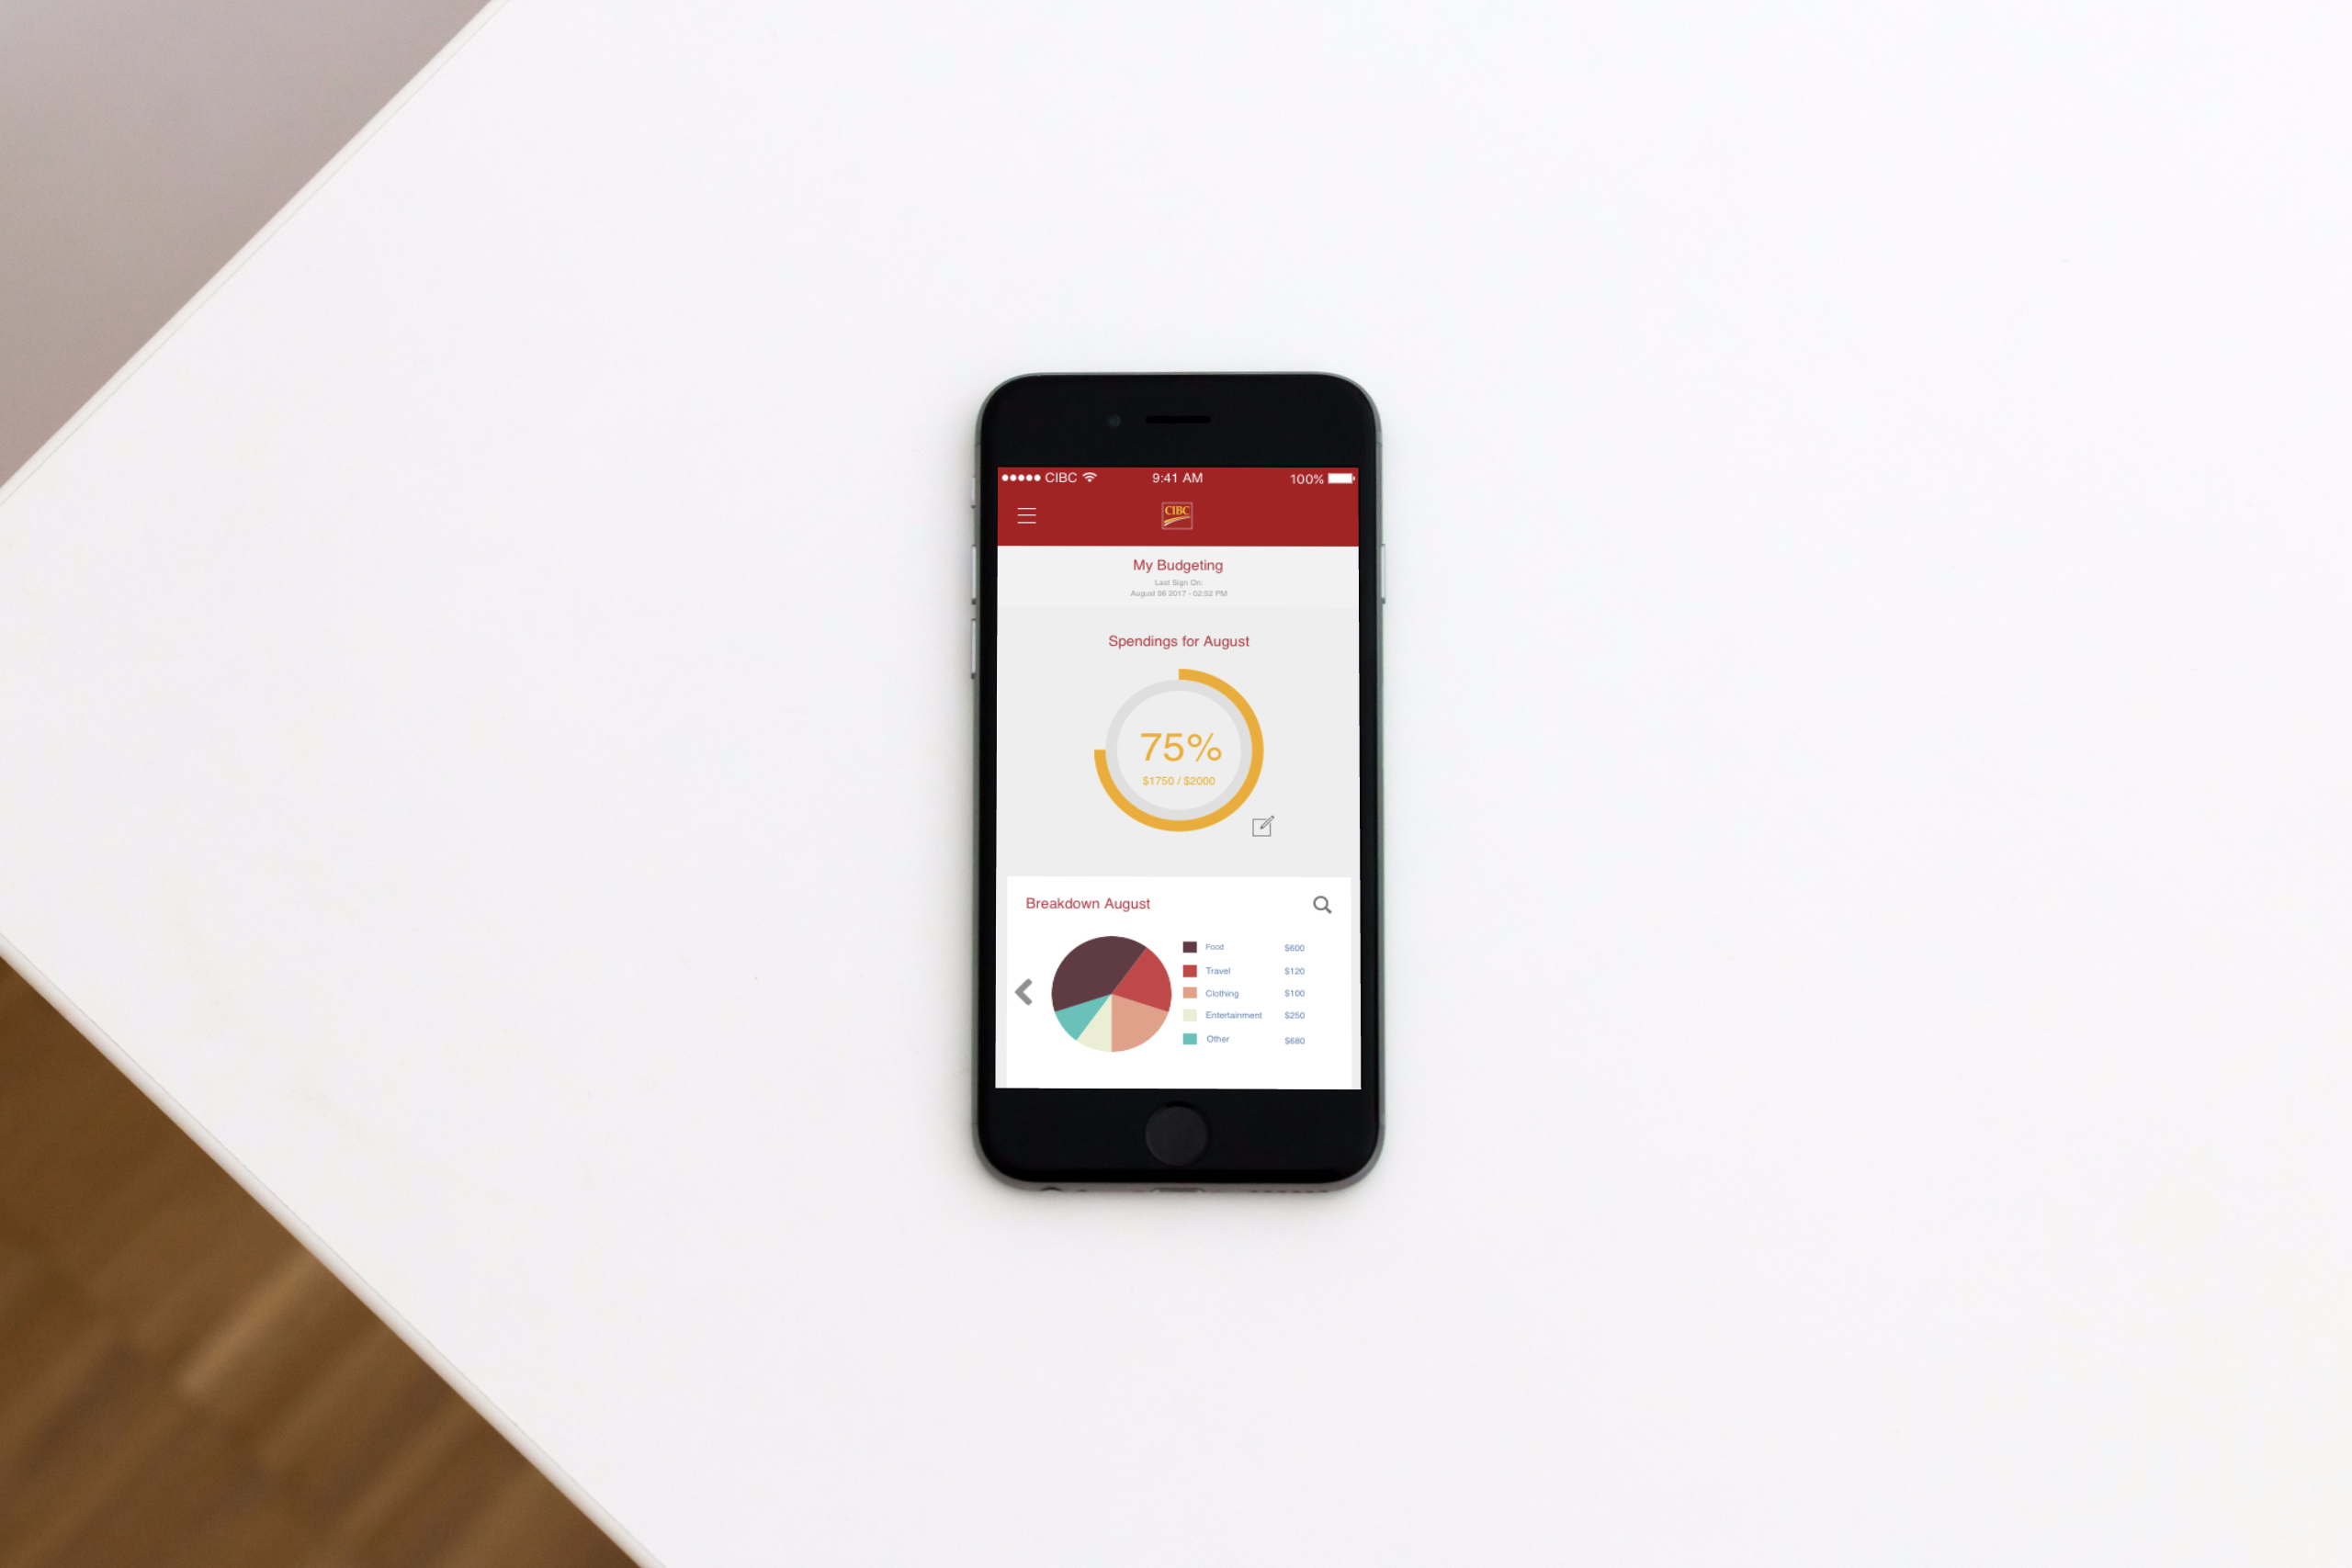 CIBC 9:41 AM 100%
CIBC
My Budgeting
Last Sign On:
August 06 2017 - 02:52 PM
Spendings for August
75%
$1750 / $2000
Breakdown August
Food $600
Travel $120
Clothing $100
Entertainment $250
Other $680